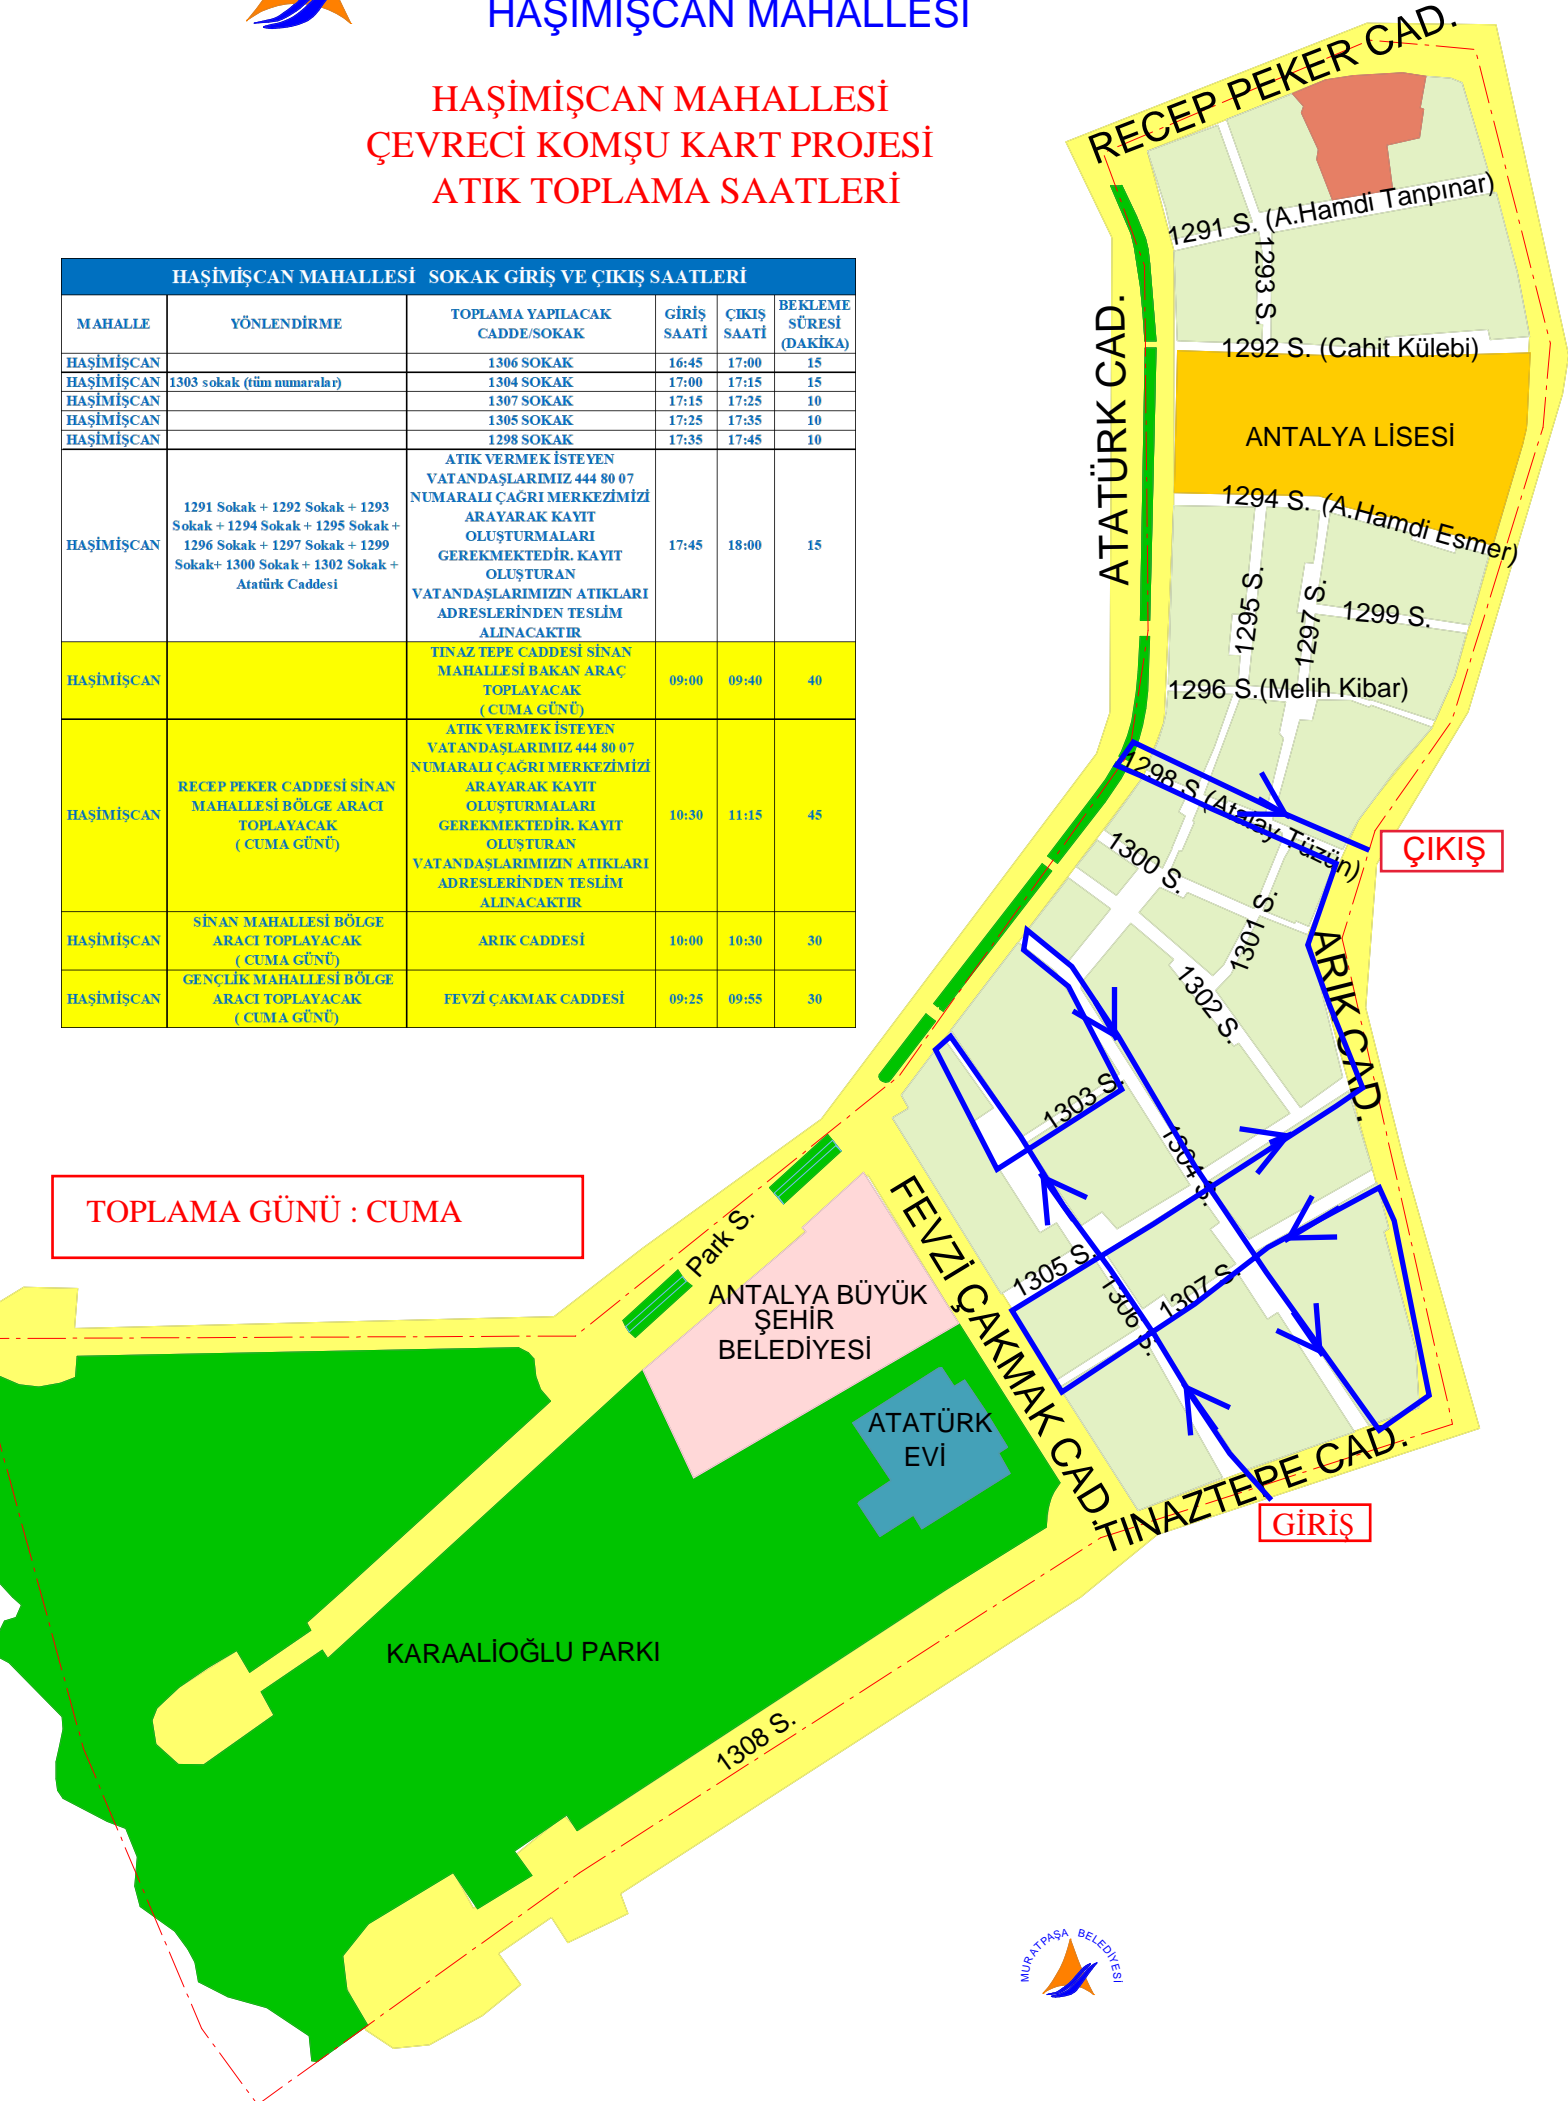 HAŞİMİŞCAN MAHALLESİ
HAŞİMİŞCAN MAHALLESİ
ÇEVRECİ KOMŞU KART PROJESİ
ATIK TOPLAMA SAATLERİ
HAŞİMİŞCAN MAHALLESİ SOKAK GİRİŞ VE ÇIKIŞ SAATLERİ
MAHALLE
YÖNLENDİRME
TOPLAMA YAPILACAK
CADDE/SOKAK
GİRİŞ
SAATİ
ÇIKIŞ
SAATİ
BEKLEME
SÜRESİ
(DAKİKA)
HAŞİMİŞCAN 1306 SOKAK 16:45 17:00 15
HAŞİMİŞCAN 1303 sokak (tüm numaralar) 1304 SOKAK 17:00 17:15 15
HAŞİMİŞCAN 1307 SOKAK 17:15 17:25 10
HAŞİMİŞCAN 1305 SOKAK 17:25 17:35 10
HAŞİMİŞCAN 1298 SOKAK 17:35 17:45 10
HAŞİMİŞCAN
1291 Sokak + 1292 Sokak + 1293
Sokak + 1294 Sokak + 1295 Sokak +
1296 Sokak + 1297 Sokak + 1299
Sokak+ 1300 Sokak + 1302 Sokak +
Atatürk Caddesi
ATIK VERMEK İSTEYEN
VATANDAŞLARIMIZ 444 80 07
NUMARALI ÇAĞRI MERKEZİMİZİ
ARAYARAK KAYIT
OLUŞTURMALARI
GEREKMEKTEDİR. KAYIT
OLUŞTURAN
VATANDAŞLARIMIZIN ATIKLARI
ADRESLERİNDEN TESLİM
ALINACAKTIR
17:45 18:00 15
HAŞİMİŞCAN
TINAZ TEPE CADDESİ SİNAN
MAHALLESİ BAKAN ARAÇ
TOPLAYACAK
( CUMA GÜNÜ)
09:00 09:40 40
HAŞİMİŞCAN
RECEP PEKER CADDESİ SİNAN
MAHALLESİ BÖLGE ARACI
TOPLAYACAK
( CUMA GÜNÜ)
ATIK VERMEK İSTEYEN
VATANDAŞLARIMIZ 444 80 07
NUMARALI ÇAĞRI MERKEZİMİZİ
ARAYARAK KAYIT
OLUŞTURMALARI
GEREKMEKTEDİR. KAYIT
OLUŞTURAN
VATANDAŞLARIMIZIN ATIKLARI
ADRESLERİNDEN TESLİM
ALINACAKTIR
10:30 11:15 45
HAŞİMİŞCAN
SİNAN MAHALLESİ BÖLGE
ARACI TOPLAYACAK
( CUMA GÜNÜ)
ARIK CADDESİ 10:00 10:30 30
HAŞİMİŞCAN
GENÇLİK MAHALLESİ BÖLGE
ARACI TOPLAYACAK
( CUMA GÜNÜ)
FEVZİ ÇAKMAK CADDESİ 09:25 09:55 30
TOPLAMA GÜNÜ : CUMA
RECEP PEKER CAD.
1291 S. (A.Hamdi Tanpınar)
1293 S.
1292 S. (Cahit Külebi)
ATATÜRK CAD.
ANTALYA LİSESİ
1294 S. (A.Hamdi Esmer)
1295 S.
1297 S.
1299 S.
1296 S.(Melih Kibar)
1298 S (Atalay Tüzün)
ÇIKIŞ
1300 S.
1301 S.
1302 S.
ARIK CAD.
1303 S.
1304 S.
1305 S.
1306 S.
1307 S.
FEVZİ ÇAKMAK CAD.
Park S.
ANTALYA BÜYÜK
ŞEHİR
BELEDİYESİ
ATATÜRK
EVİ
TINAZTEPE CAD.
GİRİŞ
KARAALİOĞLU PARKI
1308 S.
MURATPAŞA BELEDİYESİ